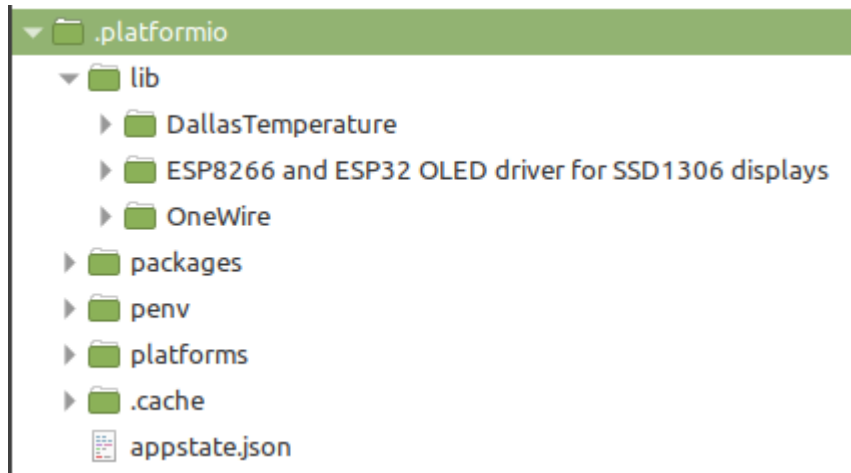 .platformio
lib
DallasTemperature
ESP8266 and ESP32 OLED driver for SSD1306 displays
OneWire
packages
penv
platforms
.cache
appstate.json